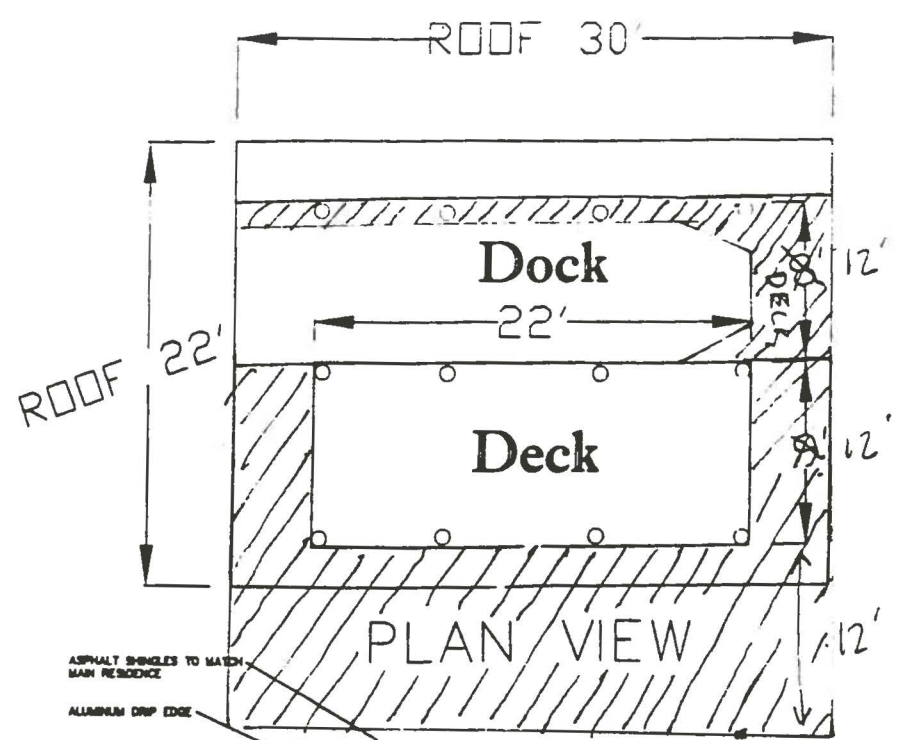 ROOF 30'
Dock
12'
DECK
22'
ROOF 22'
Deck
12'
PLAN VIEW
12'
ASPHALT SHINGLES TO MATCH
MAIN RESIDENCE
ALUMINUM DRIP EDGE